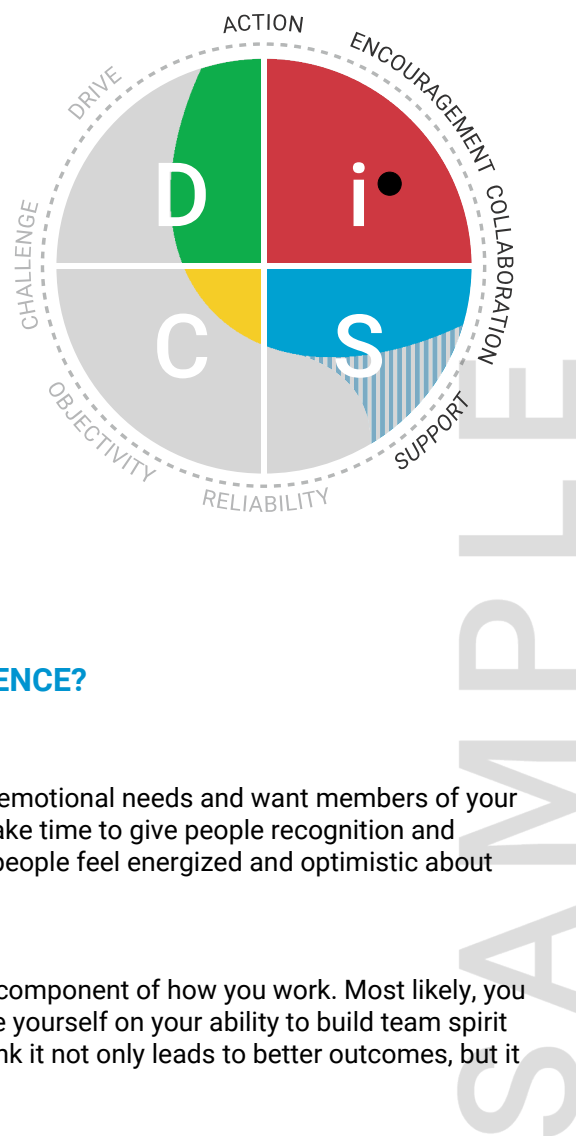 ACTION
ENCOURAGEMENT
DRIVE
D
i
COLLABORATION
CHALLENGE
C
S
OBJECTIVITY
SUPPORT
RELIABILITY
ENCE?
emotional needs and want members of your
ake time to give people recognition and
people feel energized and optimistic about
component of how you work. Most likely, you
e yourself on your ability to build team spirit
nk it not only leads to better outcomes, but it
SAMPLE